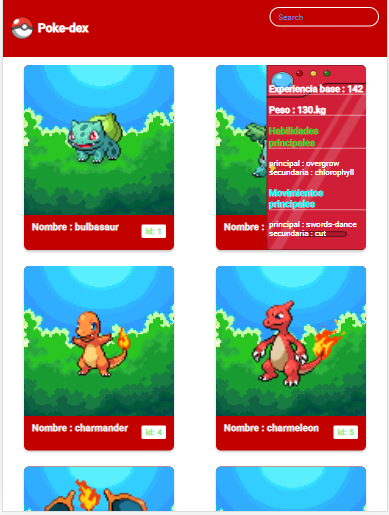 Poke-dex
Search
Nombre : bulbasaur
id: 1
Experiencia base : 142
Peso : 130.kg
Habilidades
principales
principal : overgrow
secundaria : chlorophyll
Movimientos
principales
principal : swords-dance
secundaria : cut
Nombre :
Nombre : charmander
id: 4
Nombre : charmeleon
id: 5